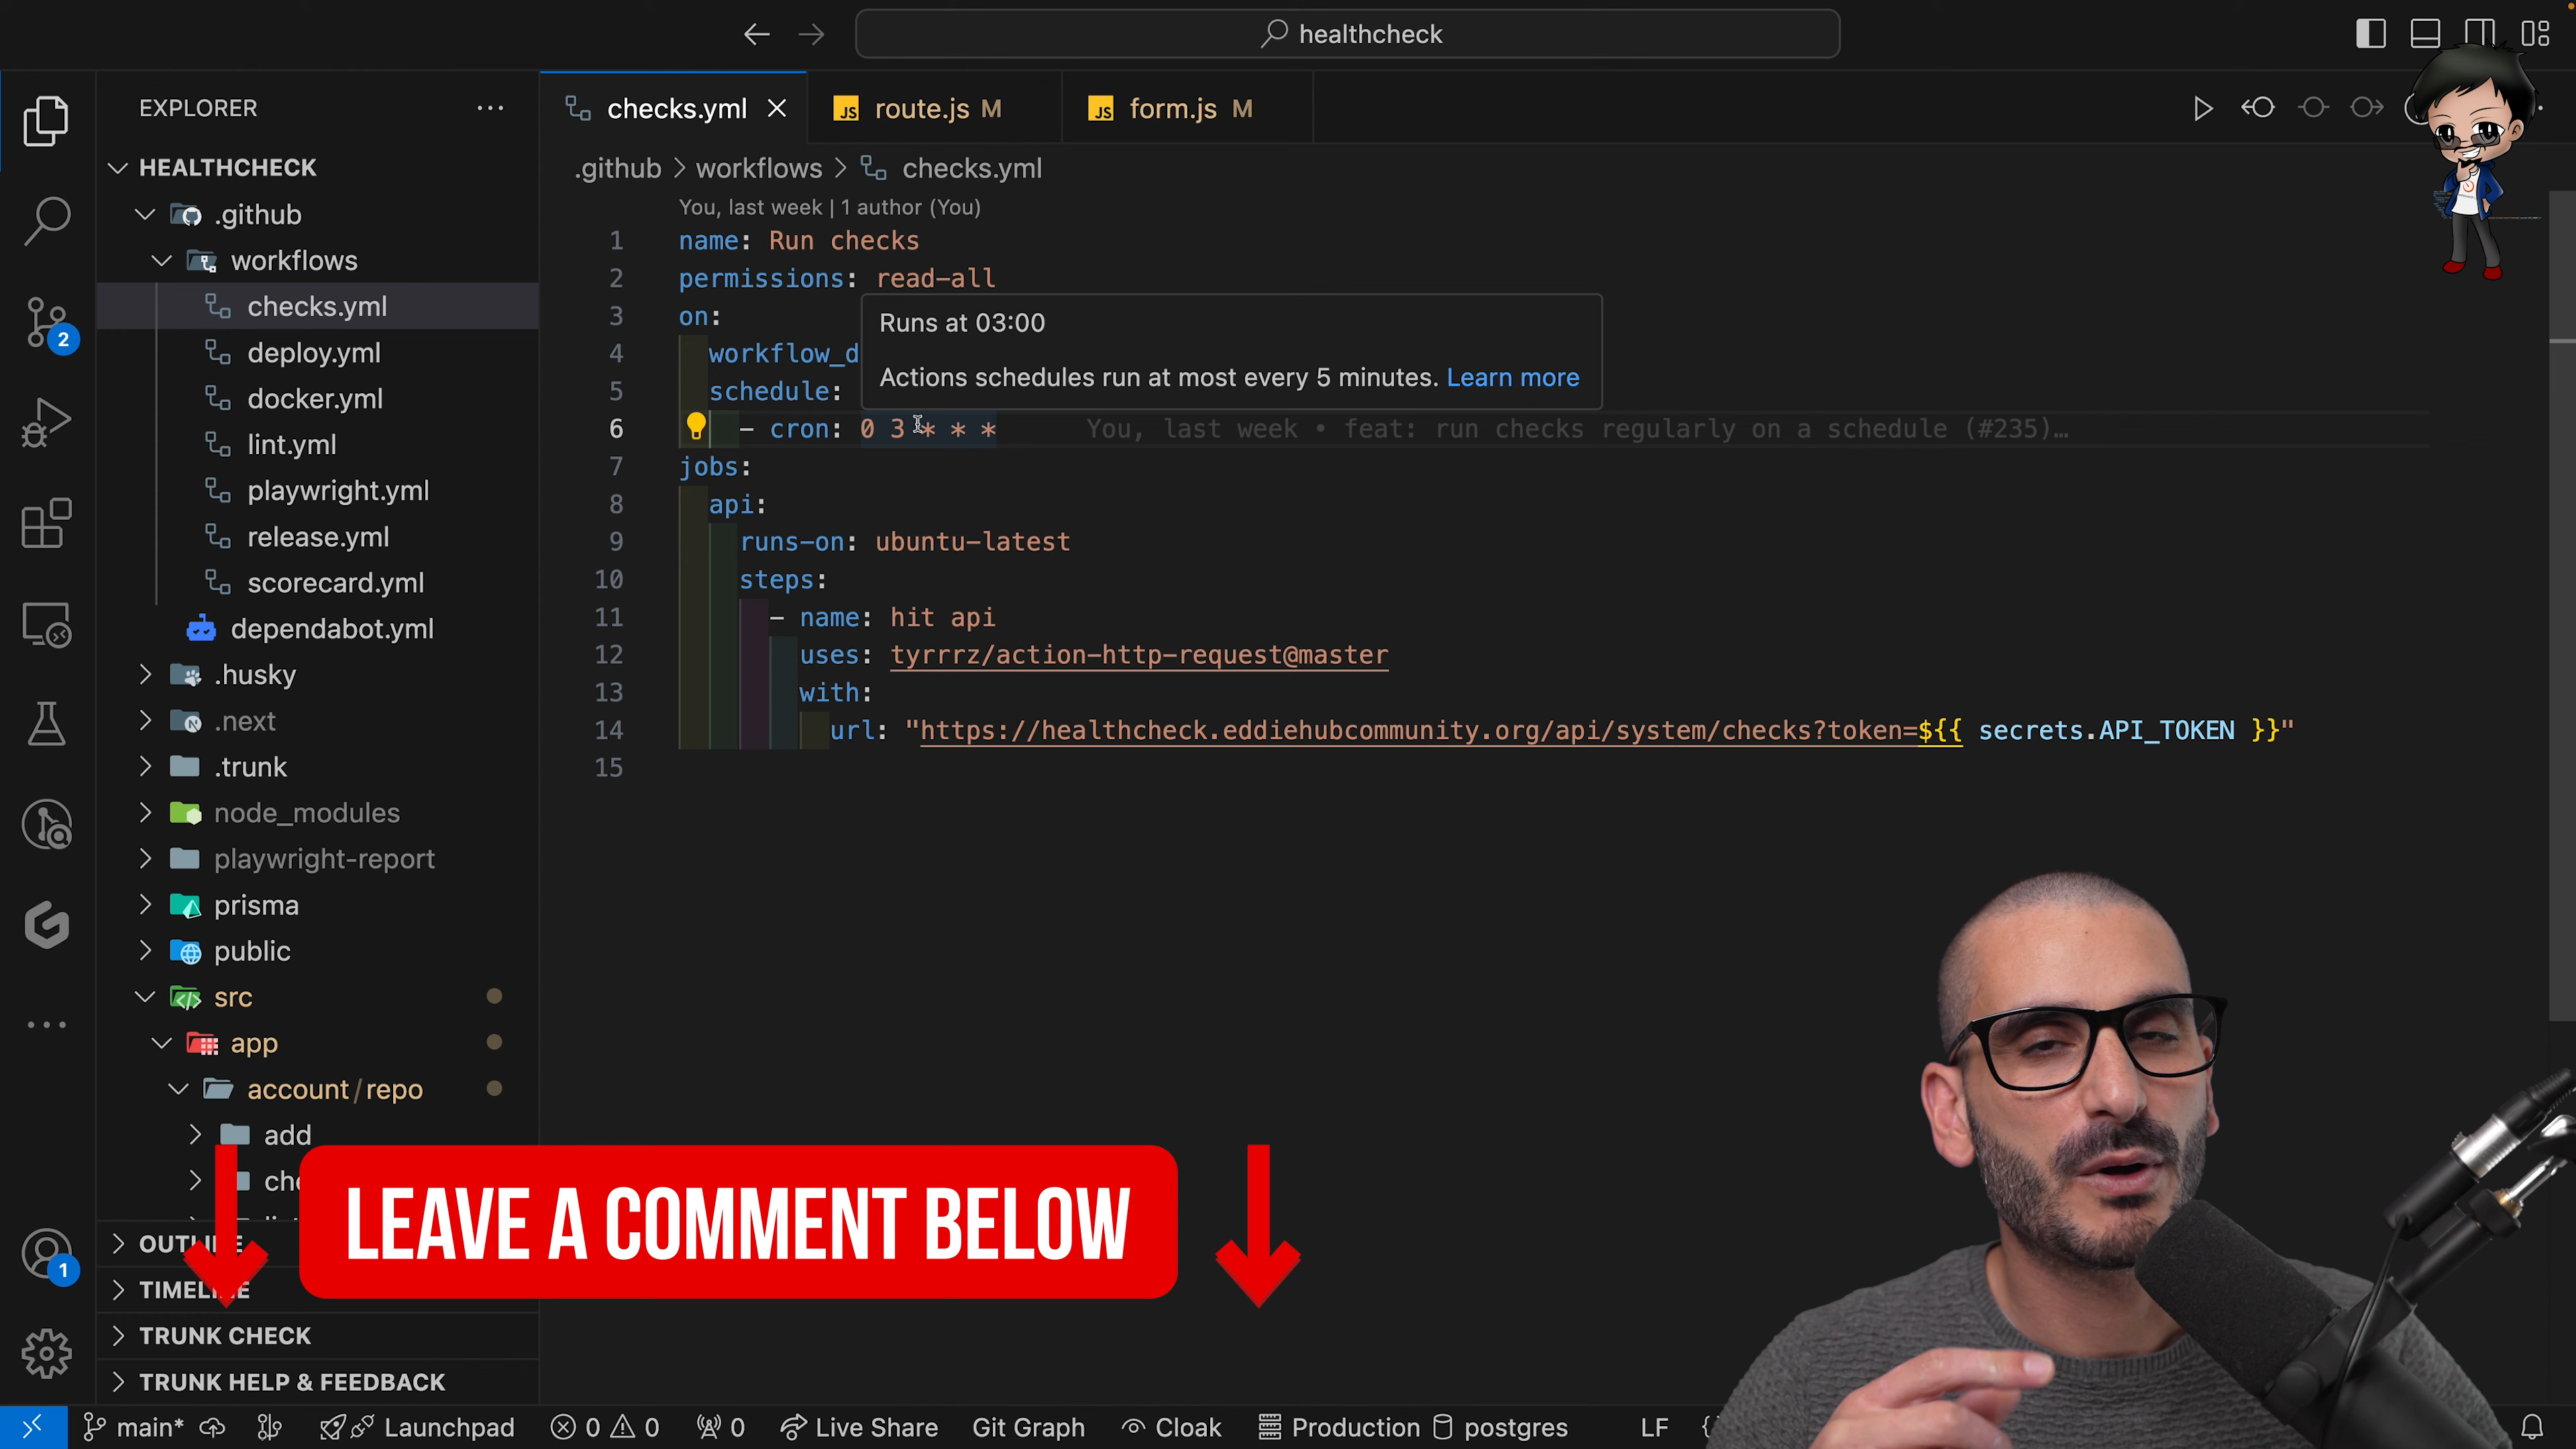 healthcheck
EXPLORER
HEALTHCHECK
.github
workflows
checks.yml
deploy.yml
docker.yml
lint.yml
playwright.yml
release.yml
scorecard.yml
dependabot.yml
.husky
.next
.trunk
node_modules
playwright-report
prisma
public
src
app
account/repo
add
TIMELINE
TRUNK CHECK
TRUNK HELP & FEEDBACK
checks.yml
route.js M
form.js M
.github > workflows > checks.yml
You, last week | 1 author (You)
1 name: Run checks
2 permissions: read-all
3 on:
4 workflow_d
5 schedule:
6 - cron: 0 3 * * * You, last week • feat: run checks regularly on a schedule (#235)…
7 jobs:
8 api:
9 runs-on: ubuntu-latest
10 steps:
11 - name: hit api
12 uses: tyrrrz/action-http-request@master
13 with:
14 url: "https://healthcheck.eddiehubcommunity.org/api/system/checks?token=${{ secrets.API_TOKEN }}"
15
Runs at 03:00
Actions schedules run at most every 5 minutes. Learn more
LEAVE A COMMENT BELOW
2
1
main* Launchpad 0 0 0 Live Share Git Graph Cloak Production postgres LF